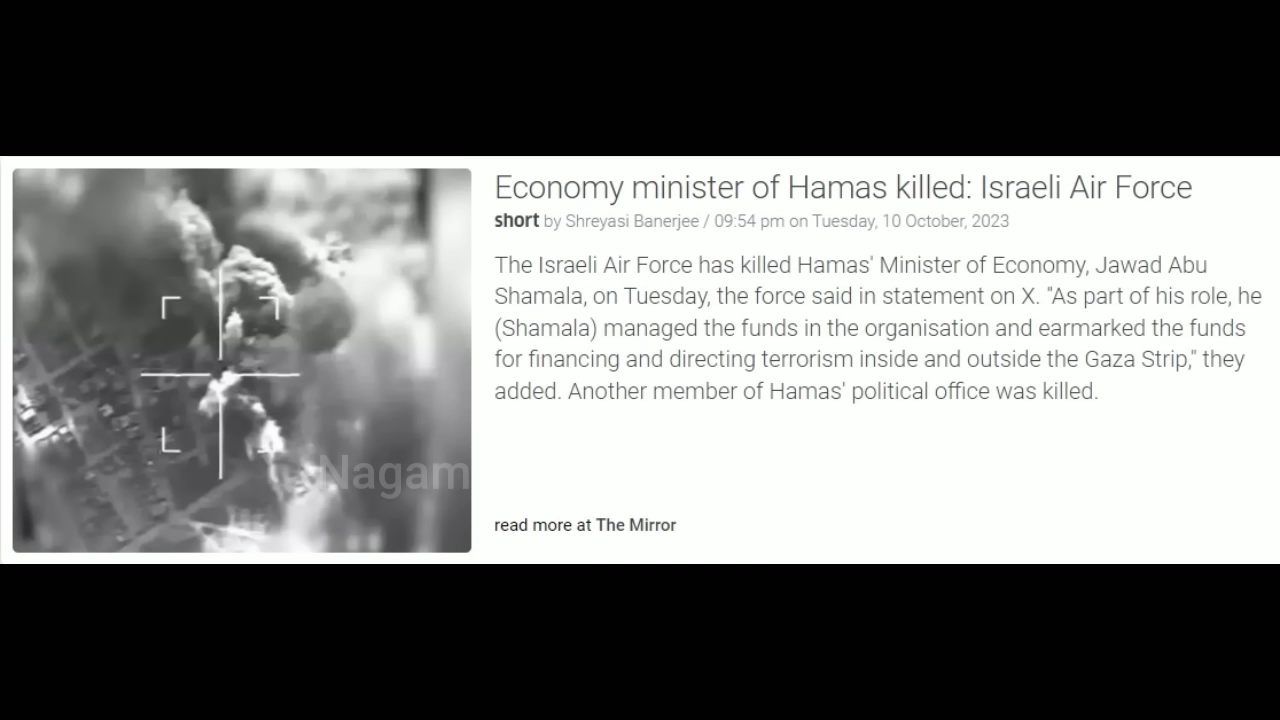 Economy minister of Hamas killed: Israeli Air Force
short by Shreyasi Banerjee / 09:54 pm on Tuesday, 10 October, 2023
The Israeli Air Force has killed Hamas' Minister of Economy, Jawad Abu
Shamala, on Tuesday, the force said in statement on X. "As part of his role, he
(Shamala) managed the funds in the organisation and earmarked the funds
for financing and directing terrorism inside and outside the Gaza Strip," they
added. Another member of Hamas' political office was killed.
Nagam
read more at The Mirror